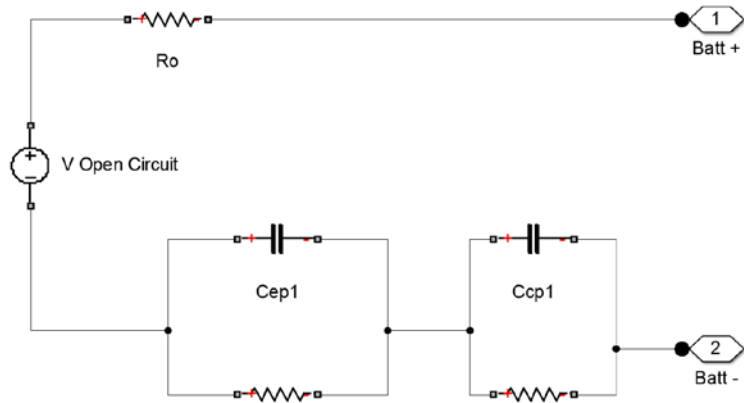 1
Batt +
Ro
V Open Circuit
Cep1
Ccp1
2
Batt -